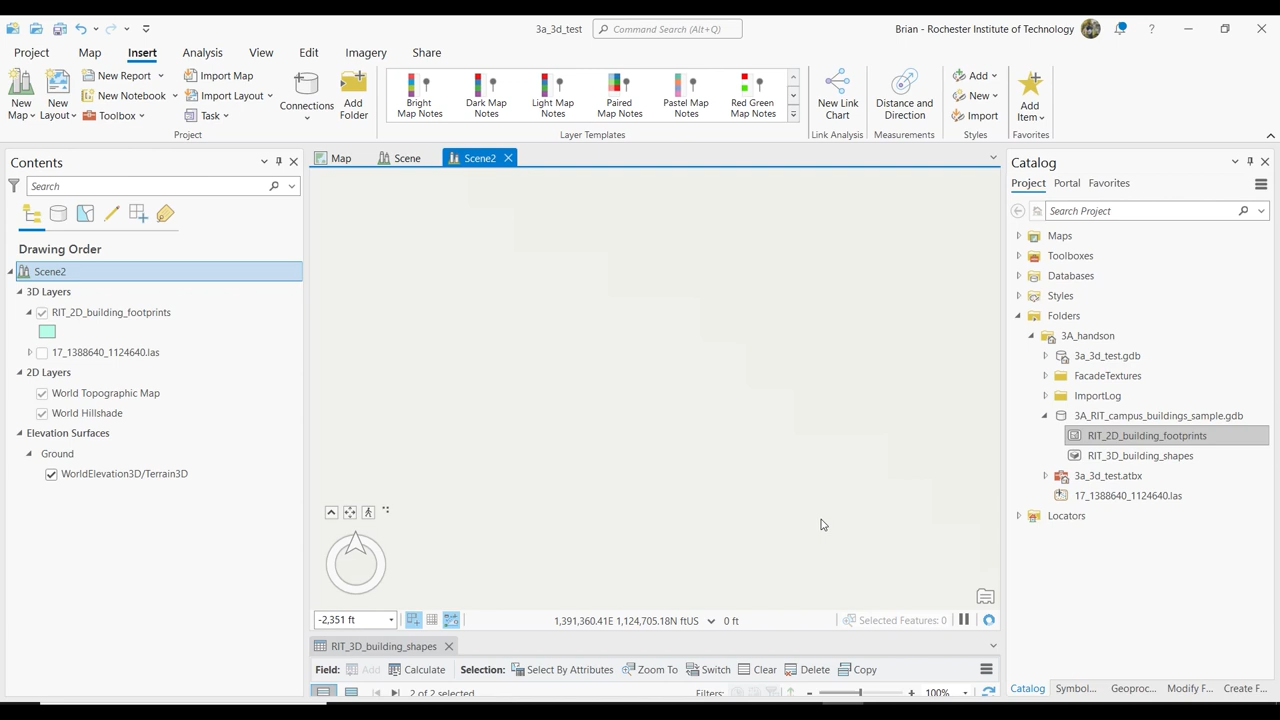 3a_3d_test
Command Search (Alt+Q)
Brian - Rochester Institute of Technology
?
Project
Map
Insert
Analysis
View
Edit
Imagery
Share
New Map
New Layout
New Report
New Notebook
Toolbox
Import Map
Import Layout
Task
Connections
Add Folder
Project
Bright Map Notes
Dark Map Notes
Light Map Notes
Paired Map Notes
Pastel Map Notes
Red Green Map Notes
Layer Templates
New Link Chart
Link Analysis
Distance and Direction
Measurements
Add
New
Import
Styles
Add Item
Favorites
Contents
Search
Drawing Order
Scene2
3D Layers
RIT_2D_building_footprints
17_1388640_1124640.las
2D Layers
World Topographic Map
World Hillshade
Elevation Surfaces
Ground
WorldElevation3D/Terrain3D
Map
Scene
Scene2
-2,351 ft
1,391,360.41E 1,124,705.18N ftUS
0 ft
Selected Features: 0
RIT_3D_building_shapes
Field:
Add
Calculate
Selection:
Select By Attributes
Zoom To
Switch
Clear
Delete
Copy
2 of 2 selected
Filters:
- + 100%
Catalog
Project
Portal
Favorites
Search Project
Maps
Toolboxes
Databases
Styles
Folders
3A_handson
3a_3d_test.gdb
FacadeTextures
ImportLog
3A_RIT_campus_buildings_sample.gdb
RIT_2D_building_footprints
RIT_3D_building_shapes
3a_3d_test.atbx
17_1388640_1124640.las
Locators
Catalog
Symbol...
Geoproc...
Modify F...
Create F...